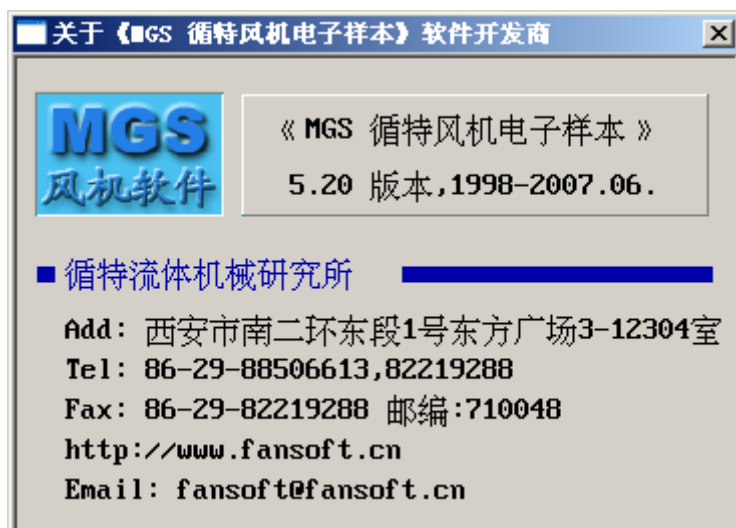 关于《MGS 循特风机电子样本》软件开发商
MGS
风机软件
《 MGS 循特风机电子样本 》
5.20 版本,1998-2007.06.
循特流体机械研究所
Add: 西安市南二环东段1号东方广场3-12304室
Tel: 86-29-88506613,82219288
Fax: 86-29-82219288 邮编:710048
http://www.fansoft.cn
Email: fansoft@fansoft.cn